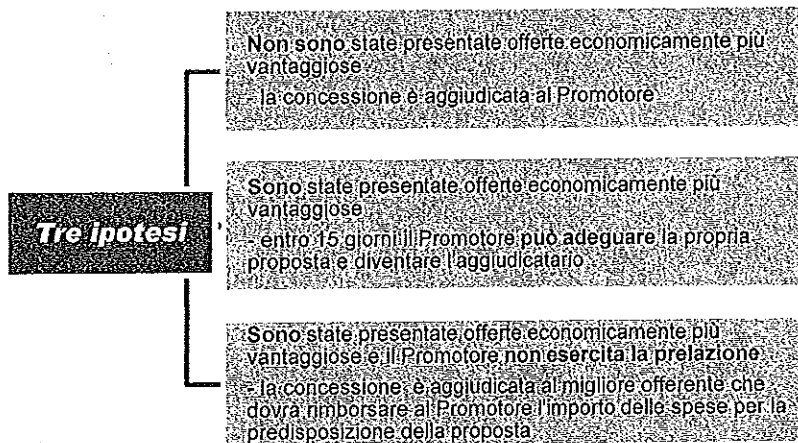 Non sono state presentate offerte economicamente più
vantaggiose
- la concessione è aggiudicata al Promotore
Tre ipotesi
Sono state presentate offerte economicamente più
vantaggiose
- entro 15 giorni il Promotore può adeguare la propria
proposta e diventare l'aggiudicatario
Sono state presentate offerte economicamente più
vantaggiose e il Promotore non esercita la prelazione
- la concessione è aggiudicata al migliore offerente che
dovrà rimborsare al Promotore l'importo delle spese per la
predisposizione della proposta